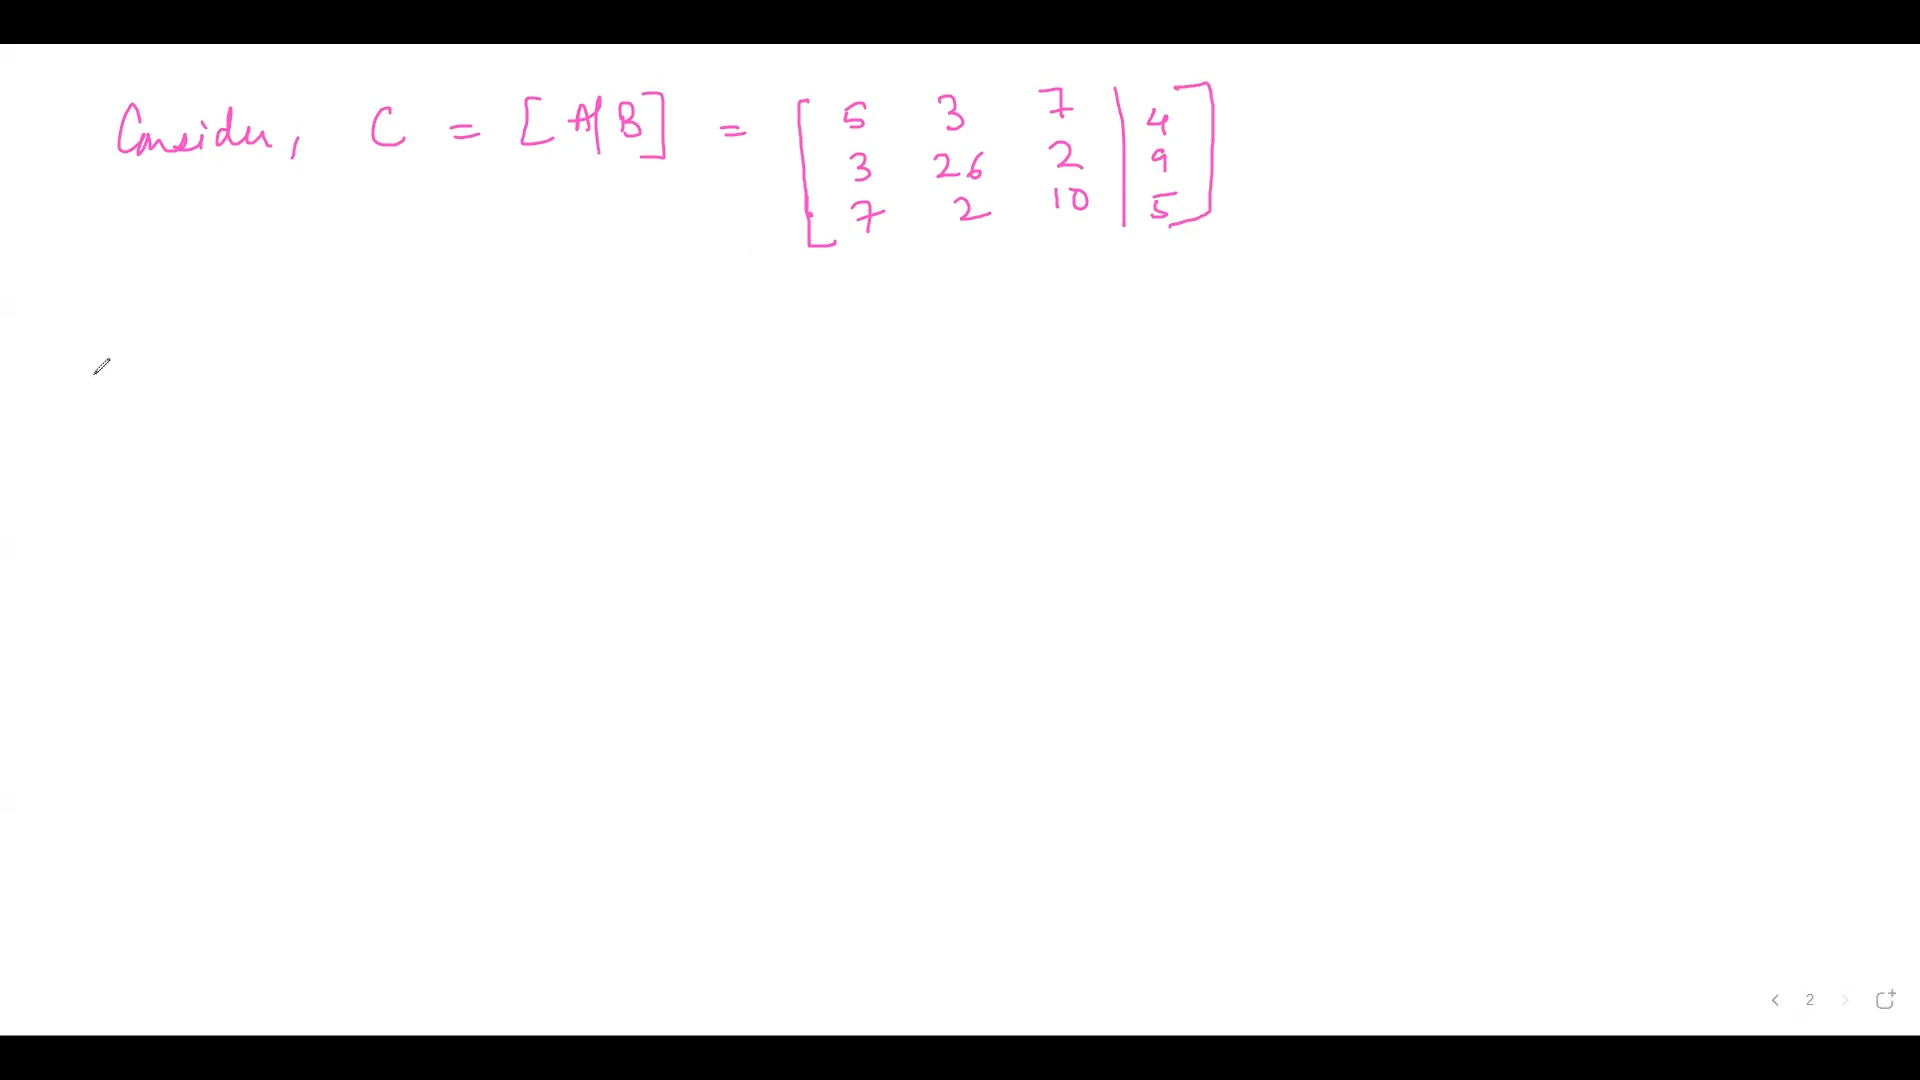 Consider, C = [A|B] = [ 5 3 7 | 4 ]
3 26 2 | 9
7 2 10 | 5
< 2 >